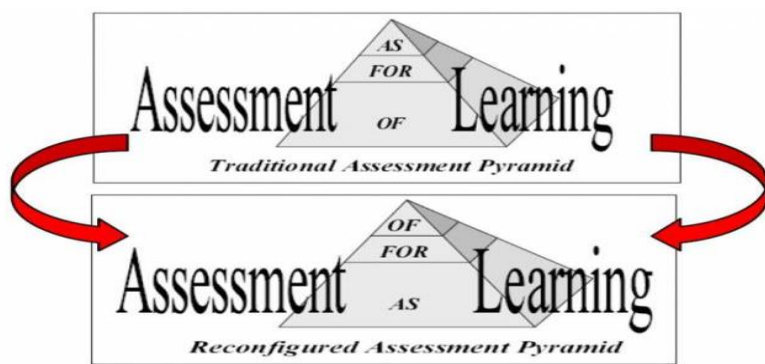 AS
FOR
Assessment OF Learning
Traditional Assessment Pyramid
OF
FOR
Assessment AS Learning
Reconfigured Assessment Pyramid